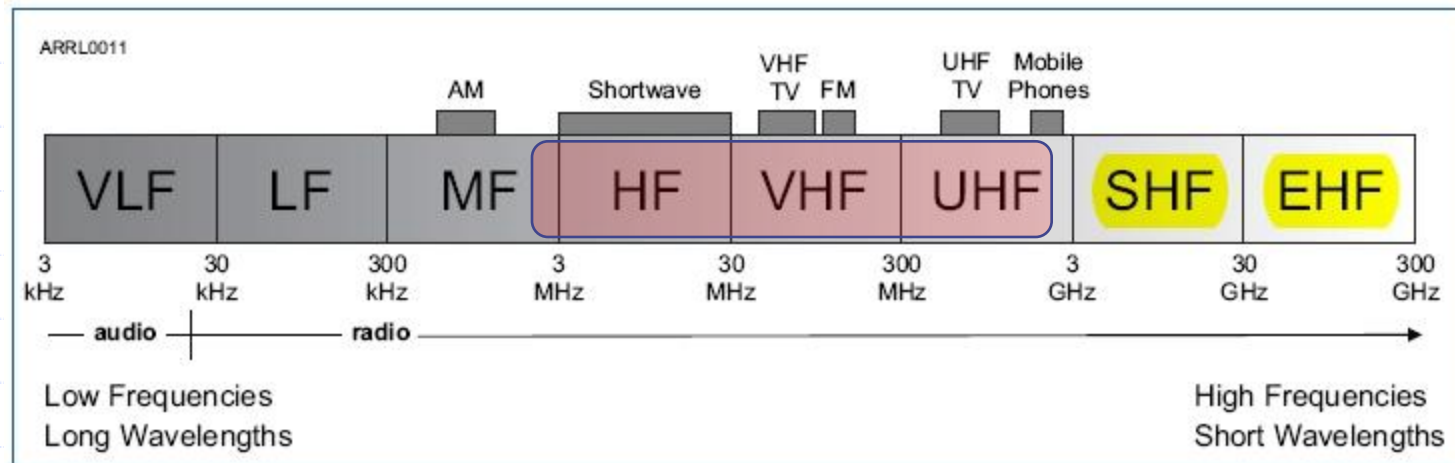 ARRL0011
VHF UHF Mobile
AM Shortwave TV FM TV Phones
VLF LF MF HF VHF UHF SHF EHF
3 30 300 3 30 300 3 30 300
kHz kHz kHz MHz MHz MHz GHz GHz GHz
audio radio
Low Frequencies High Frequencies
Long Wavelengths Short Wavelengths